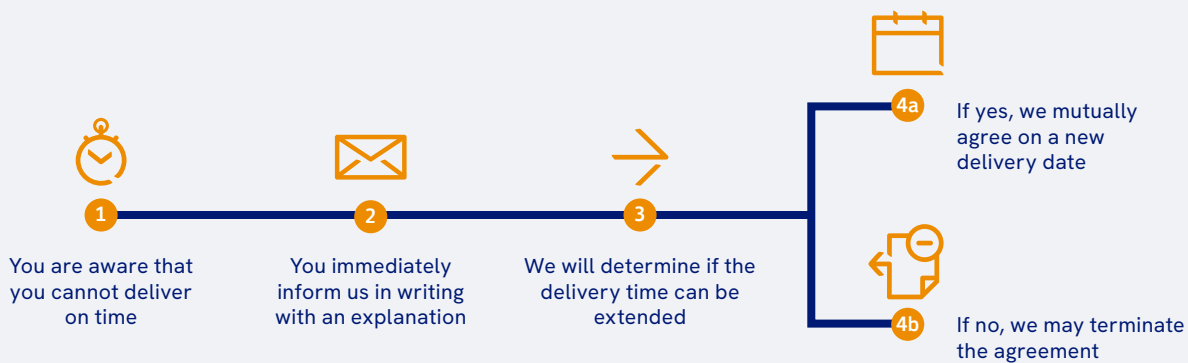 1
You are aware that
you cannot deliver
on time
2
You immediately
inform us in writing
with an explanation
3
We will determine if the
delivery time can be
extended
4a
If yes, we mutually
agree on a new
delivery date
4b
If no, we may terminate
the agreement